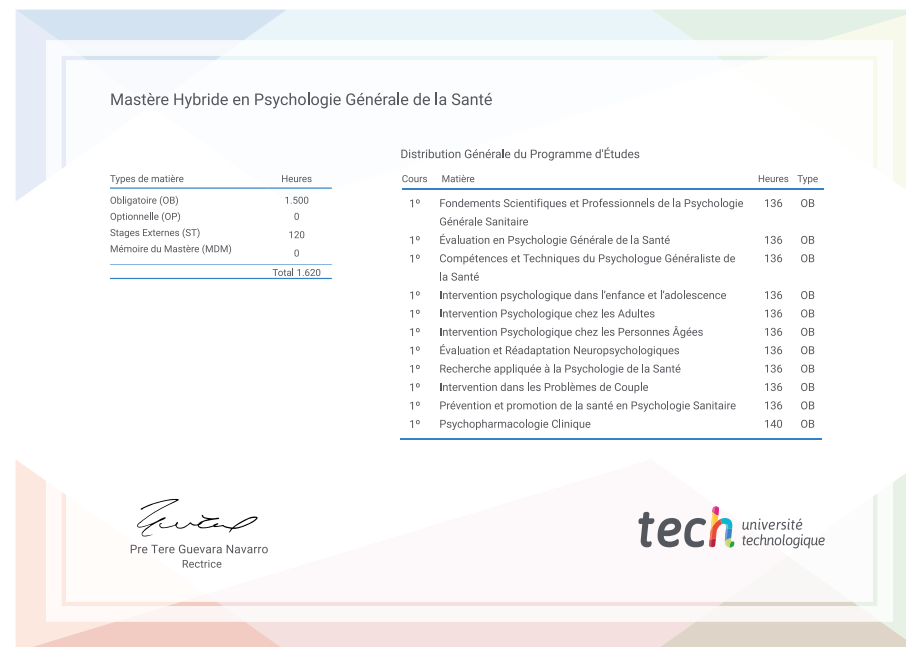 Mastère Hybride en Psychologie Générale de la Santé
Types de matière Heures
Obligatoire (OB) 1.500
Optionnelle (OP) 0
Stages Externes (ST) 120
Mémoire du Mastère (MDM) 0
Total 1.620
Distribution Générale du Programme d'Études
Cours Matière Heures Type
1º Fondements Scientifiques et Professionnels de la Psychologie 136 OB
Générale Sanitaire
1º Évaluation en Psychologie Générale de la Santé 136 OB
1º Compétences et Techniques du Psychologue Généraliste de 136 OB
la Santé
1º Intervention psychologique dans l'enfance et l'adolescence 136 OB
1º Intervention Psychologique chez les Adultes 136 OB
1º Intervention Psychologique chez les Personnes Âgées 136 OB
1º Évaluation et Réadaptation Neuropsychologiques 136 OB
1º Recherche appliquée à la Psychologie de la Santé 136 OB
1º Intervention dans les Problèmes de Couple 136 OB
1º Prévention et promotion de la santé en Psychologie Sanitaire 136 OB
1º Psychopharmacologie Clinique 140 OB
Pre Tere Guevara Navarro
Rectrice
tech université
technologique